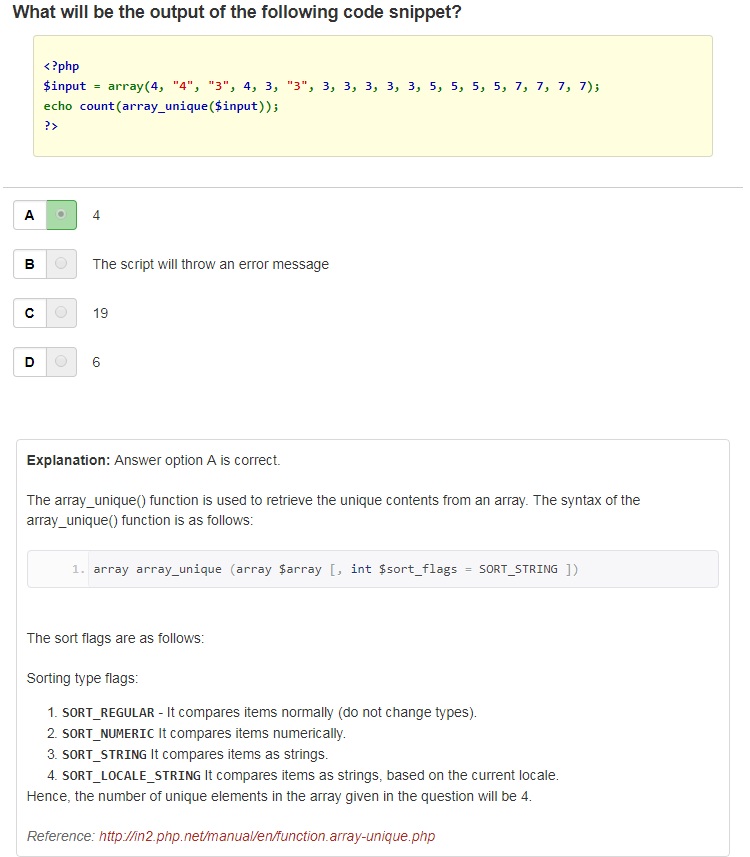 What will be the output of the following code snippet?
<?php
$input = array(4, "4", "3", 4, 3, "3", 3, 3, 3, 3, 3, 5, 5, 5, 5, 7, 7, 7, 7);
echo count(array_unique($input));
?>
A 4
B The script will throw an error message
C 19
D 6
Explanation: Answer option A is correct.
The array_unique() function is used to retrieve the unique contents from an array. The syntax of the
array_unique() function is as follows:
1. array array_unique (array $array [, int $sort_flags = SORT_STRING ])
The sort flags are as follows:
Sorting type flags:
1. SORT_REGULAR - It compares items normally (do not change types).
2. SORT_NUMERIC It compares items numerically.
3. SORT_STRING It compares items as strings.
4. SORT_LOCALE_STRING It compares items as strings, based on the current locale.
Hence, the number of unique elements in the array given in the question will be 4.
Reference: http://in2.php.net/manual/en/function.array-unique.php